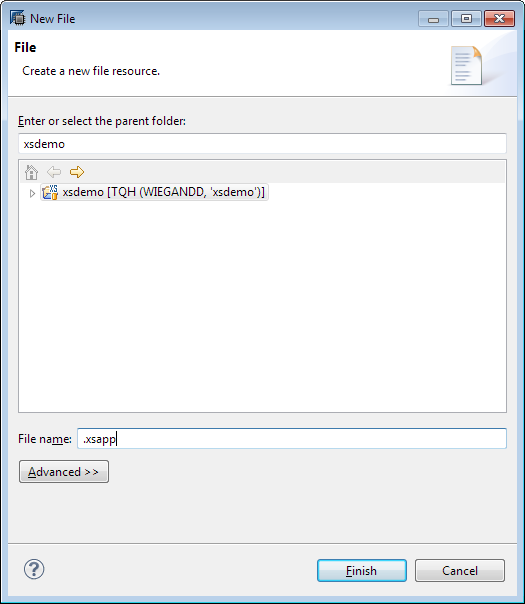 New File
File
Create a new file resource.
Enter or select the parent folder:
xsdemo
XS
xsdemo [TQH (WIEGANDD, 'xsdemo')]
File name: .xsapp
Advanced >>
?
Finish Cancel